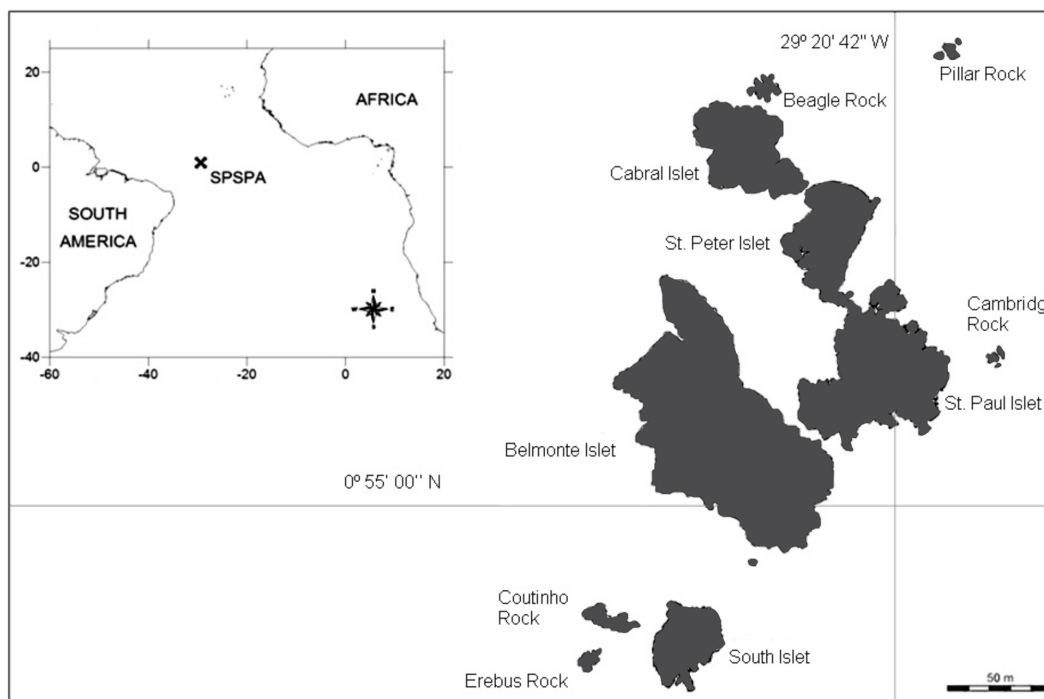 29º 20' 42" W
Pillar Rock
Beagle Rock
20
AFRICA
Cabral Islet
0
SPSPA
SOUTH
AMERICA
St. Peter Islet
-20
N
W
E
S
Cambridg
Rock
-40
-60
-40
-20
0
20
St. Paul Islet
Belmonte Islet
0º 55' 00" N
Coutinho
Rock
South Islet
Erebus Rock
50 m